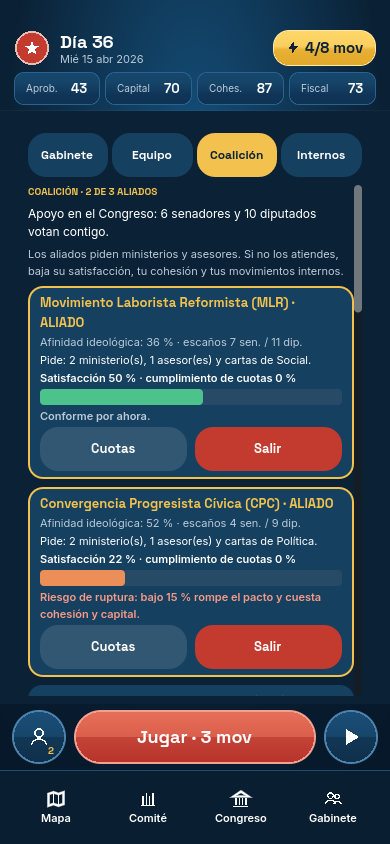 Día 36
Mié 15 abr 2026
4/8 mov
Aprob. 43
Capital 70
Cohes. 87
Fiscal 73
Gabinete
Equipo
Coalición
Internos
COALICIÓN · 2 DE 3 ALIADOS
Apoyo en el Congreso: 6 senadores y 10 diputados
votan contigo.
Los aliados piden ministerios y asesores. Si no los atiendes,
baja su satisfacción, tu cohesión y tus movimientos internos.
Movimiento Laborista Reformista (MLR) ·
ALIADO
Afinidad ideológica: 36 % · escaños 7 sen. / 11 dip.
Pide: 2 ministerio(s), 1 asesor(es) y cartas de Social.
Satisfacción 50 % · cumplimiento de cuotas 0 %
Conforme por ahora.
Cuotas
Salir
Convergencia Progresista Cívica (CPC) · ALIADO
Afinidad ideológica: 52 % · escaños 4 sen. / 9 dip.
Pide: 2 ministerio(s), 1 asesor(es) y cartas de Política.
Satisfacción 22 % · cumplimiento de cuotas 0 %
Riesgo de ruptura: bajo 15 % rompe el pacto y cuesta
cohesión y capital.
Cuotas
Salir
2
Jugar · 3 mov
Mapa
Comité
Congreso
Gabinete